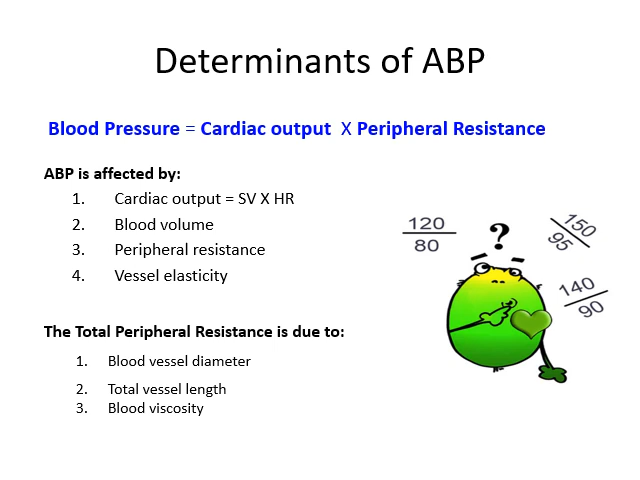 Determinants of ABP
Blood Pressure = Cardiac output X Peripheral Resistance
ABP is affected by:
1. Cardiac output = SV X HR
2. Blood volume
3. Peripheral resistance
4. Vessel elasticity
120
80
?
150
95
140
90
The Total Peripheral Resistance is due to:
1. Blood vessel diameter
2. Total vessel length
3. Blood viscosity